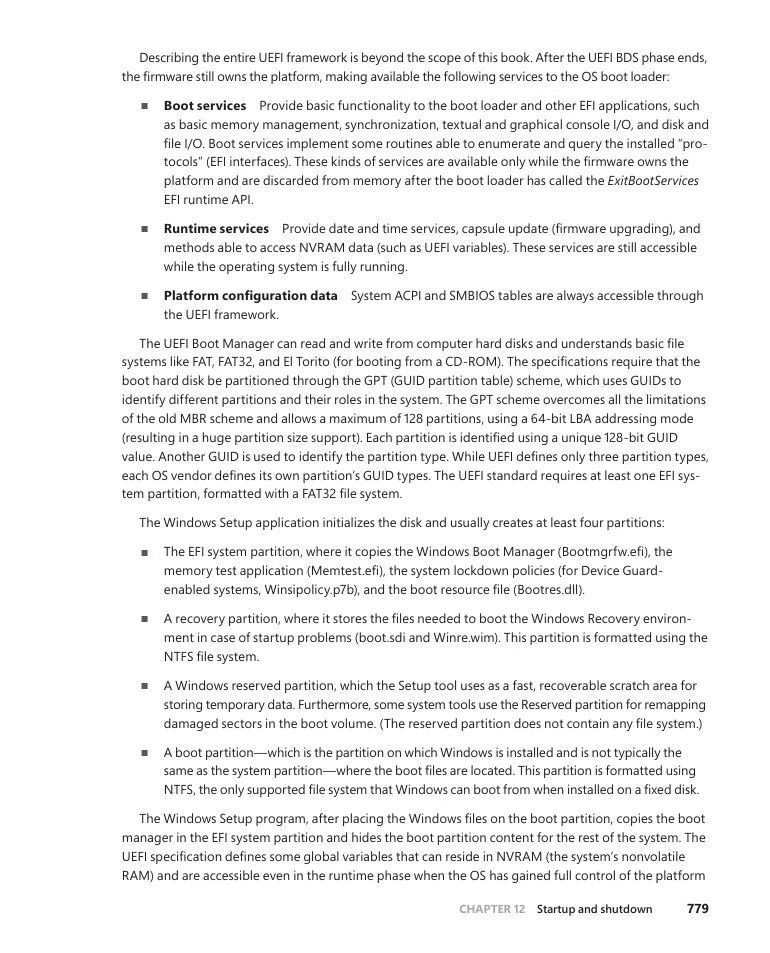 Describing the entire UEFI framework is beyond the scope of this book. After the UEFI BDS phase ends,
the firmware still owns the platform, making available the following services to the OS boot loader:
■ Boot services Provide basic functionality to the boot loader and other EFI applications, such
as basic memory management, synchronization, textual and graphical console I/O, and disk and
file I/O. Boot services implement some routines able to enumerate and query the installed "pro-
tocols" (EFI interfaces). These kinds of services are available only while the firmware owns the
platform and are discarded from memory after the boot loader has called the ExitBootServices
EFI runtime API.
■ Runtime services Provide date and time services, capsule update (firmware upgrading), and
methods able to access NVRAM data (such as UEFI variables). These services are still accessible
while the operating system is fully running.
■ Platform configuration data System ACPI and SMBIOS tables are always accessible through
the UEFI framework.
The UEFI Boot Manager can read and write from computer hard disks and understands basic file
systems like FAT, FAT32, and El Torito (for booting from a CD-ROM). The specifications require that the
boot hard disk be partitioned through the GPT (GUID partition table) scheme, which uses GUIDs to
identify different partitions and their roles in the system. The GPT scheme overcomes all the limitations
of the old MBR scheme and allows a maximum of 128 partitions, using a 64-bit LBA addressing mode
(resulting in a huge partition size support). Each partition is identified using a unique 128-bit GUID
value. Another GUID is used to identify the partition type. While UEFI defines only three partition types,
each OS vendor defines its own partition's GUID types. The UEFI standard requires at least one EFI sys-
tem partition, formatted with a FAT32 file system.
The Windows Setup application initializes the disk and usually creates at least four partitions:
■ The EFI system partition, where it copies the Windows Boot Manager (Bootmgrfw.efi), the
memory test application (Memtest.efi), the system lockdown policies (for Device Guard-
enabled systems, Winsipolicy.p7b), and the boot resource file (Bootres.dll).
■ A recovery partition, where it stores the files needed to boot the Windows Recovery environ-
ment in case of startup problems (boot.sdi and Winre.wim). This partition is formatted using the
NTFS file system.
■ A Windows reserved partition, which the Setup tool uses as a fast, recoverable scratch area for
storing temporary data. Furthermore, some system tools use the Reserved partition for remapping
damaged sectors in the boot volume. (The reserved partition does not contain any file system.)
■ A boot partition—which is the partition on which Windows is installed and is not typically the
same as the system partition—where the boot files are located. This partition is formatted using
NTFS, the only supported file system that Windows can boot from when installed on a fixed disk.
The Windows Setup program, after placing the Windows files on the boot partition, copies the boot
manager in the EFI system partition and hides the boot partition content for the rest of the system. The
UEFI specification defines some global variables that can reside in NVRAM (the system's nonvolatile
RAM) and are accessible even in the runtime phase when the OS has gained full control of the platform
CHAPTER 12 Startup and shutdown 779